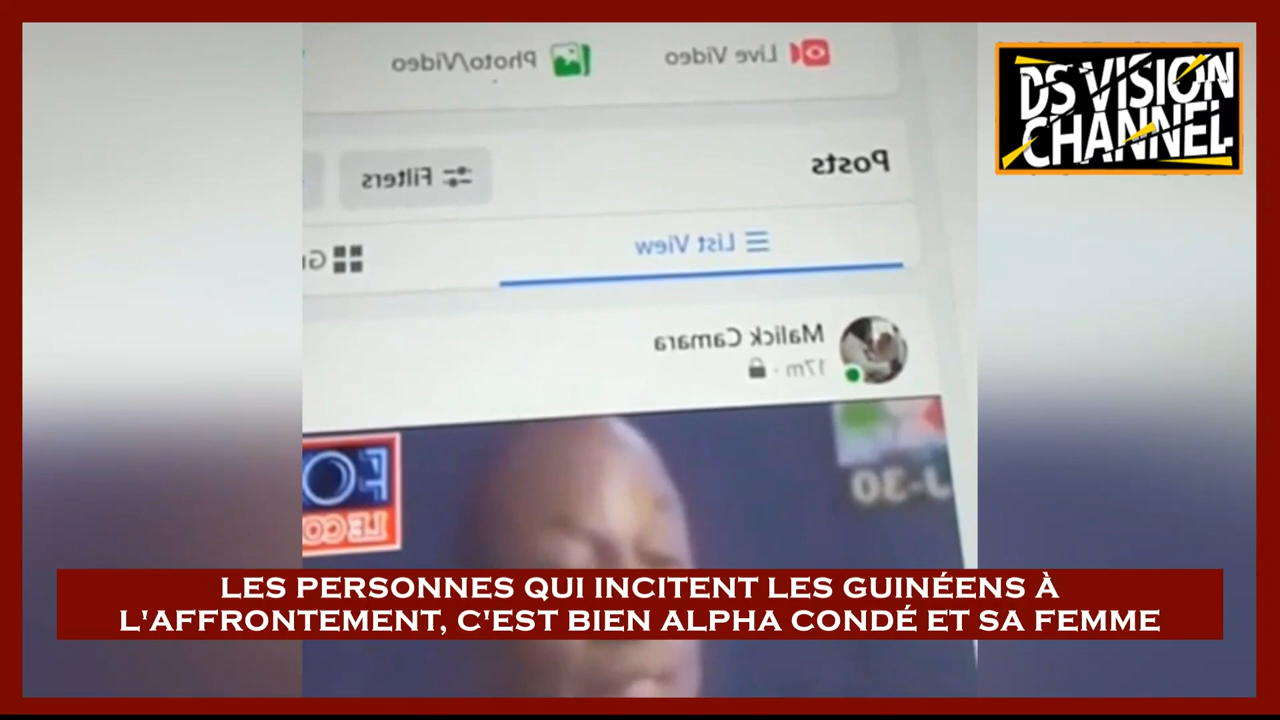 Photo/Video
Live Video
DS VISION
CHANNEL
Filters
Posts
List View
Malick Camara
17m
J-30
LES PERSONNES QUI INCITENT LES GUINÉENS À
L'AFFRONTEMENT, C'EST BIEN ALPHA CONDÉ ET SA FEMME